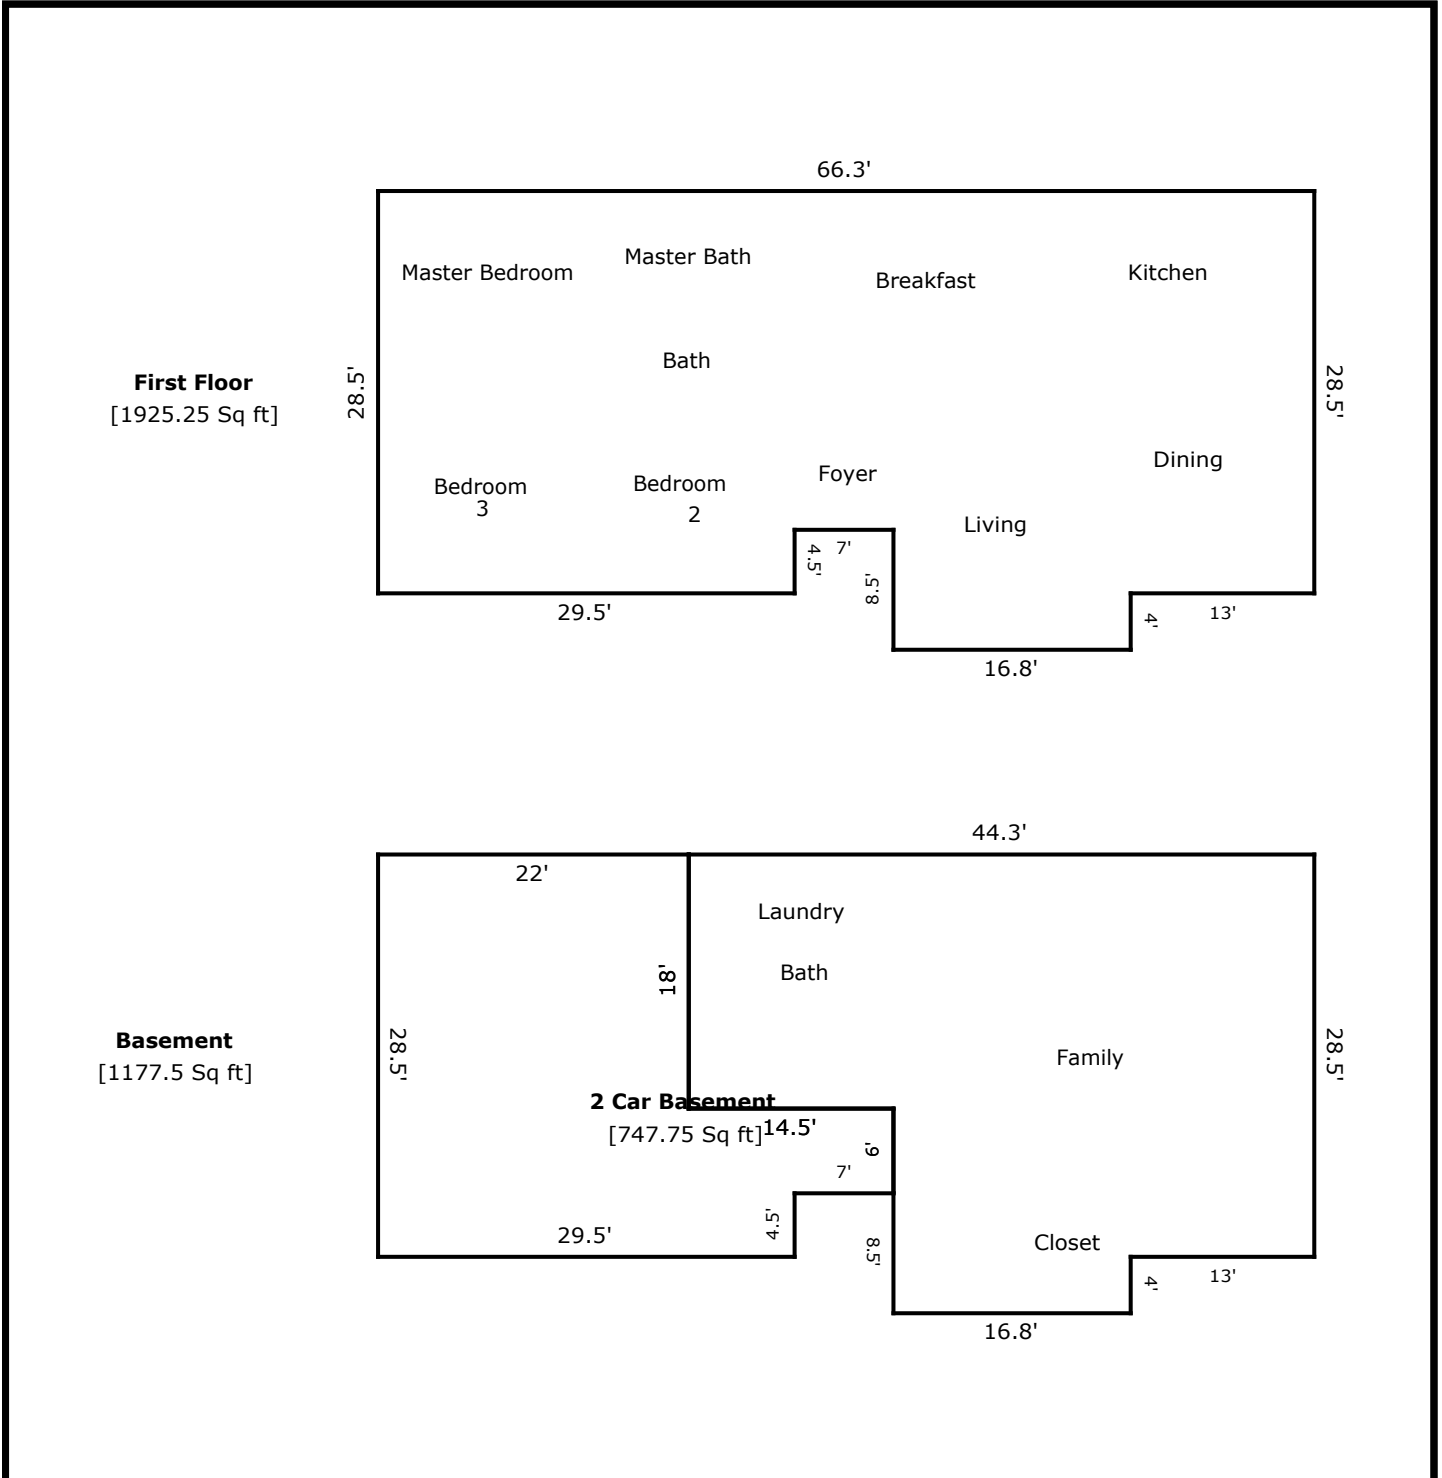 66.3'
Master Bedroom
Master Bath
Breakfast
Kitchen
Bath
First Floor
[1925.25 Sq ft]
28.5'
28.5'
Bedroom
3
Bedroom
2
Foyer
Living
Dining
4.5'
7'
8.5'
29.5'
4'
13'
16.8'
44.3'
22'
Laundry
Bath
18'
Basement
[1177.5 Sq ft]
28.5'
Family
28.5'
2 Car Basement
[747.75 Sq ft]
14.5'
6'
7'
29.5'
4.5'
8.5'
Closet
4'
13'
16.8'